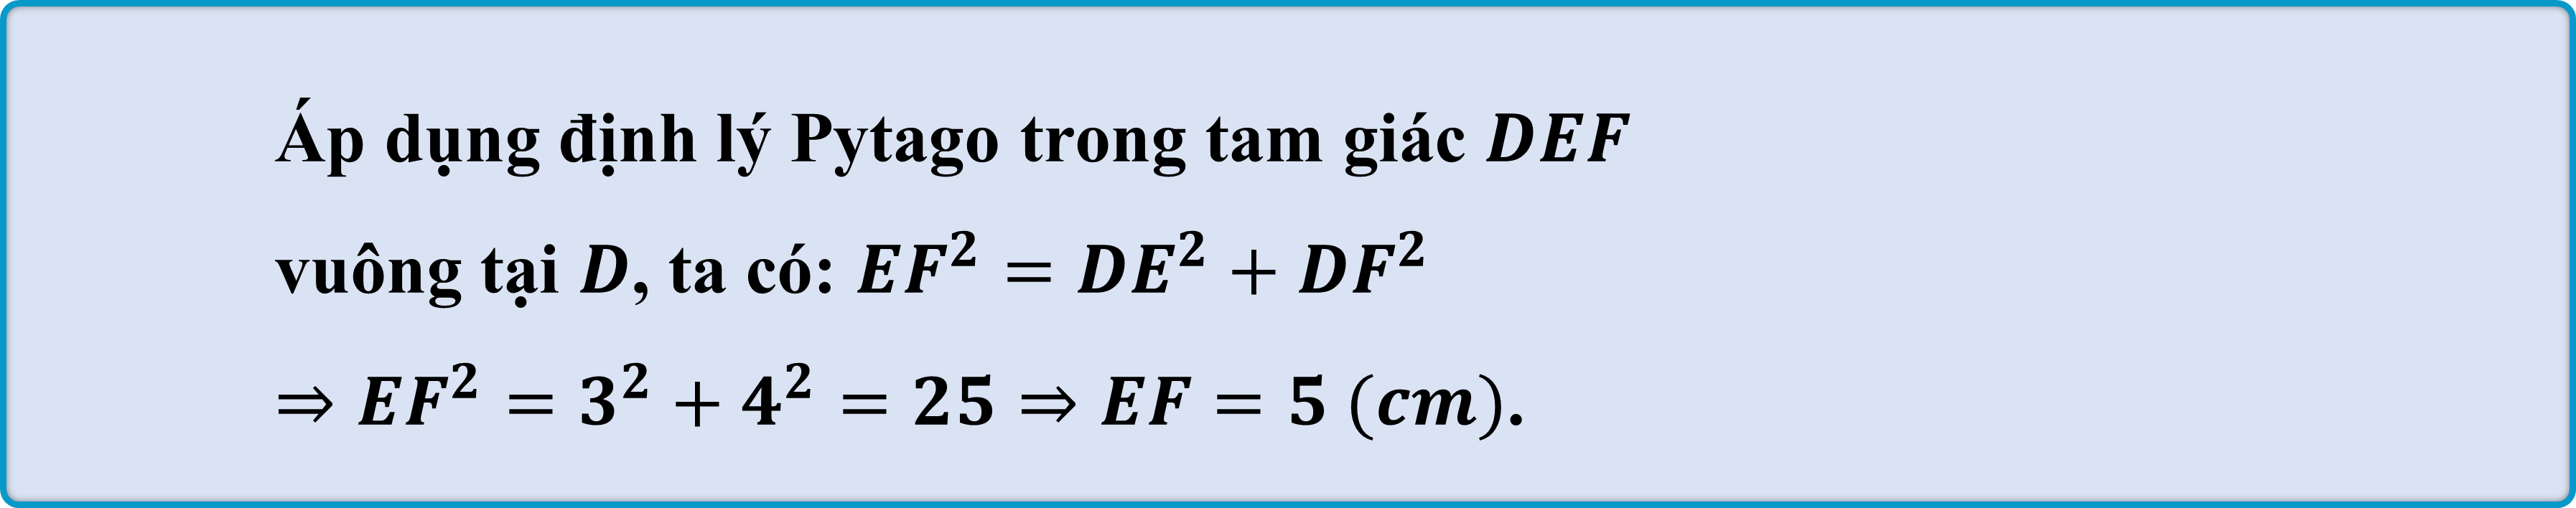 Áp dụng định lý Pytago trong tam giác DEF
vuông tại D, ta có: EF² = DE² + DF²
⇒ EF² = 3² + 4² = 25 ⇒ EF = 5 (cm).